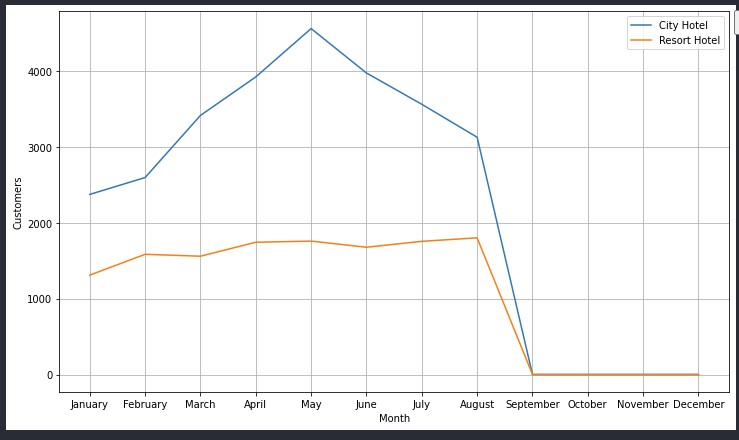 City Hotel
Resort Hotel
4000
3000
2000
1000
0
Customers
January February March April May June July August September October November December
Month